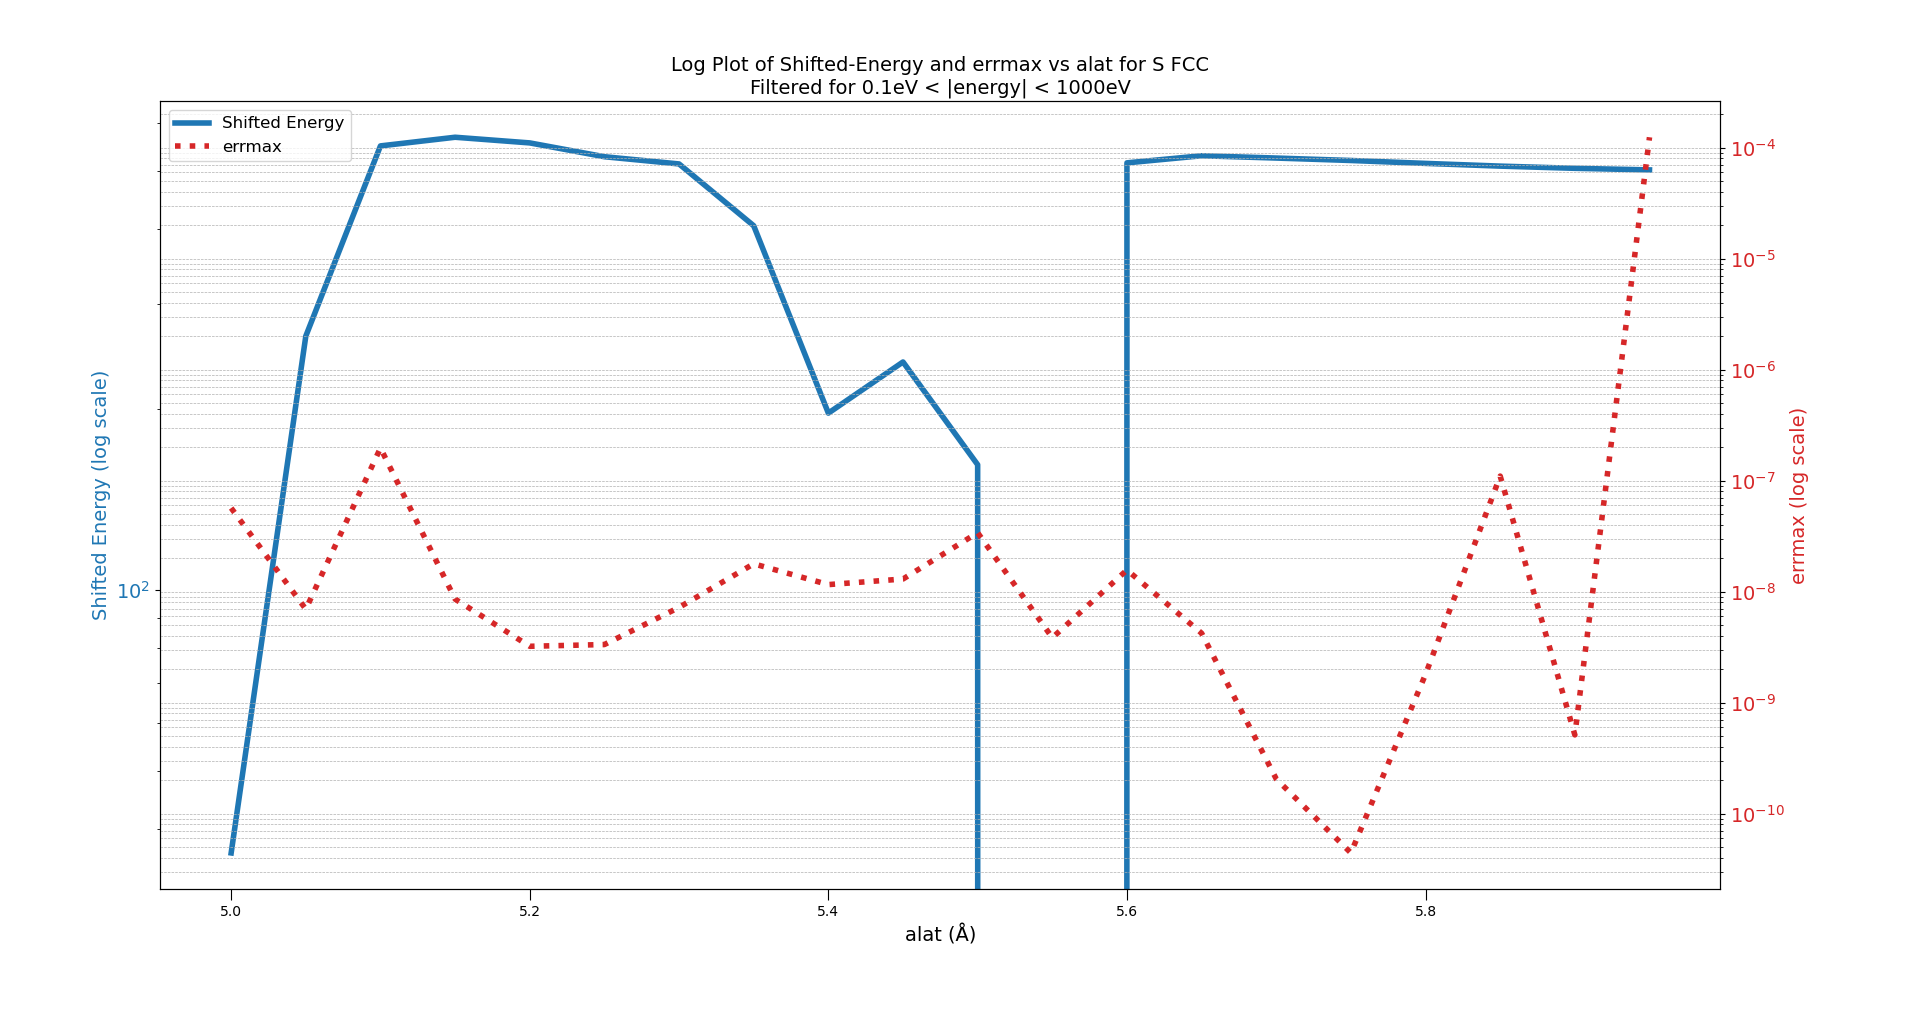 Log Plot of Shifted-Energy and errmax vs alat for S FCC
Filtered for 0.1eV < |energy| < 1000eV
Shifted Energy
errmax
Shifted Energy (log scale)
10²
10⁻⁴
10⁻⁵
10⁻⁶
10⁻⁷
10⁻⁸
10⁻⁹
10⁻¹⁰
errmax (log scale)
5.0 5.2 5.4 5.6 5.8
alat (Å)